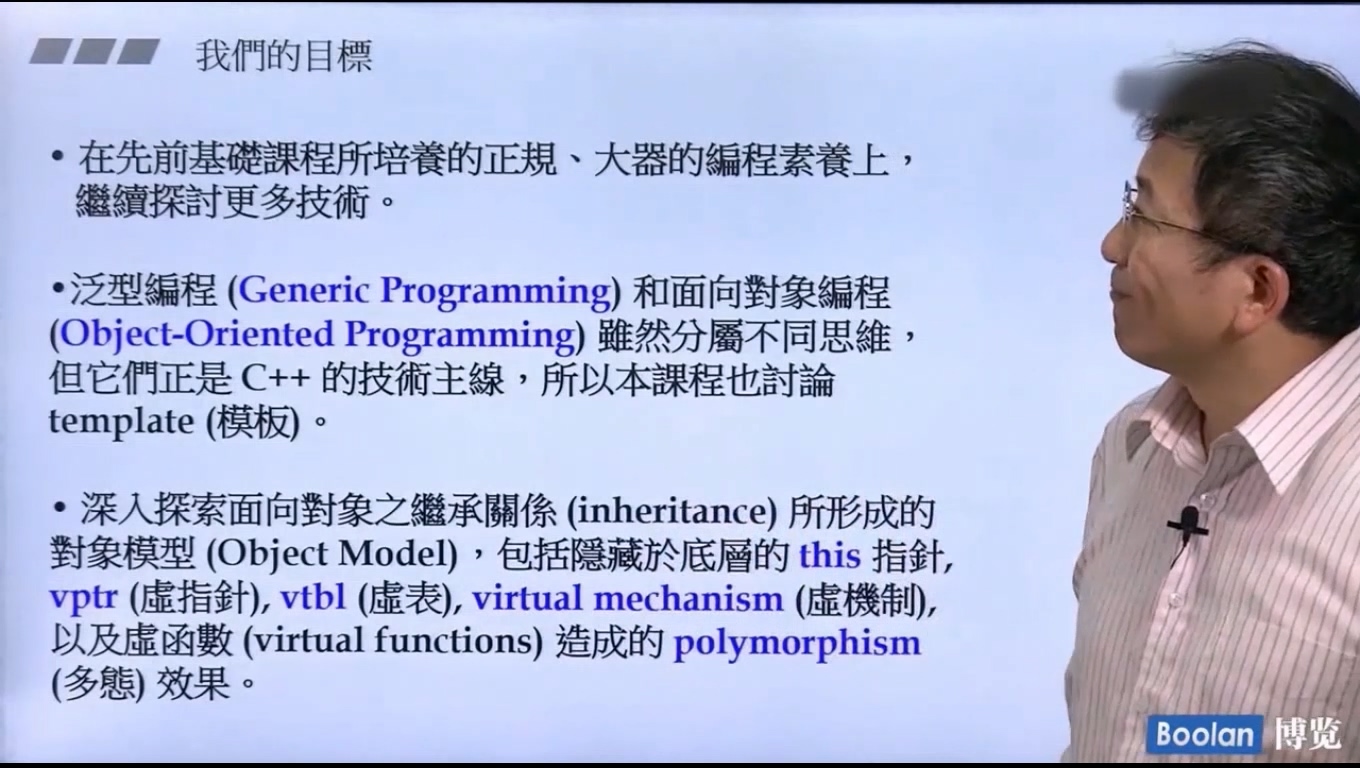 我們的目標
• 在先前基礎課程所培養的正規、大器的編程素養上，
繼續探討更多技術。
•泛型編程 (Generic Programming) 和面向對象編程
(Object-Oriented Programming) 雖然分屬不同思維，
但它們正是 C++ 的技術主線，所以本課程也討論
template (模板)。
• 深入探索面向對象之繼承關係 (inheritance) 所形成的
對象模型 (Object Model)，包括隱藏於底層的 this 指針,
vptr (虛指針), vtbl (虛表), virtual mechanism (虛機制),
以及虛函數 (virtual functions) 造成的 polymorphism
(多態) 效果。
Boolan 博览